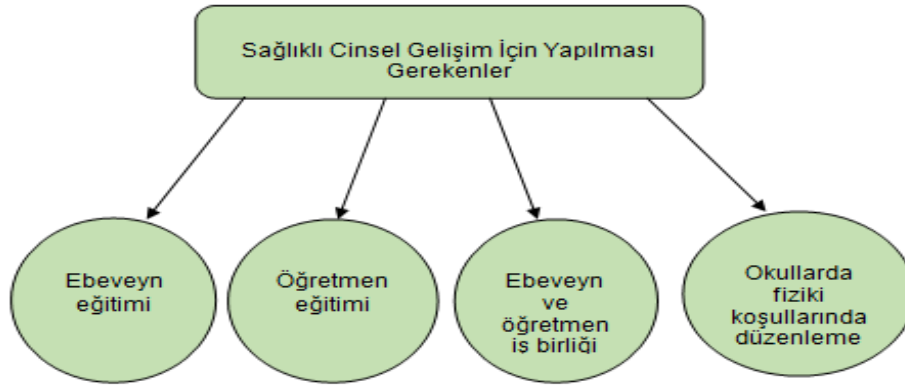 Sağlıklı Cinsel Gelişim İçin Yapılması
Gerekenler
Ebeveyn
eğitimi
Öğretmen
eğitimi
Ebeveyn
ve
öğretmen
iş birliği
Okullarda
fiziki
koşullarında
düzenleme